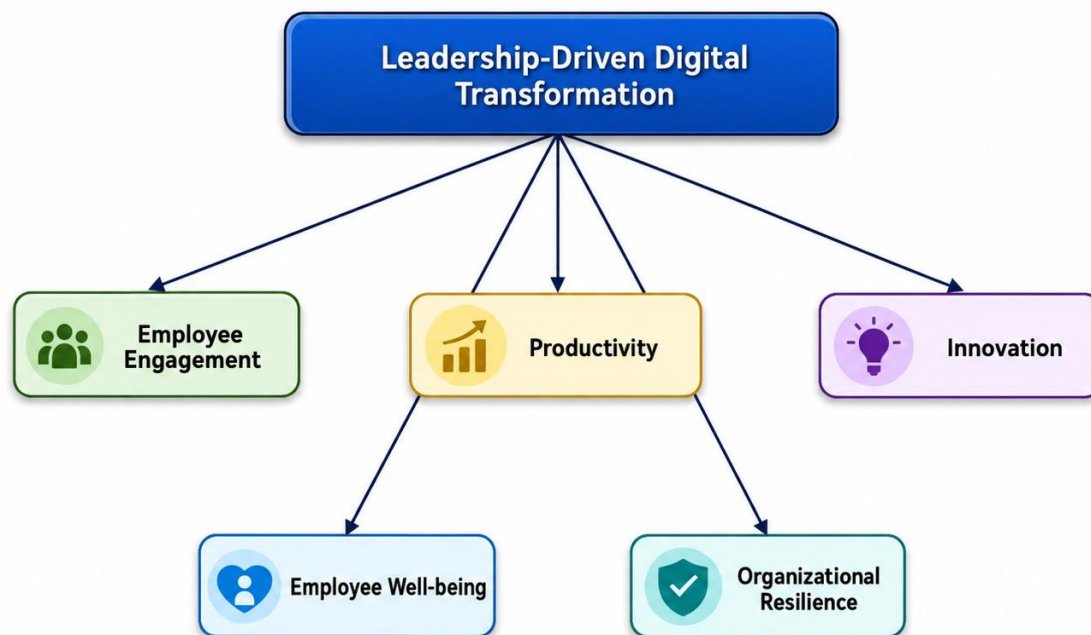 Leadership-Driven Digital
Transformation
Employee
Engagement
Productivity
Innovation
Employee Well-being
Organizational
Resilience